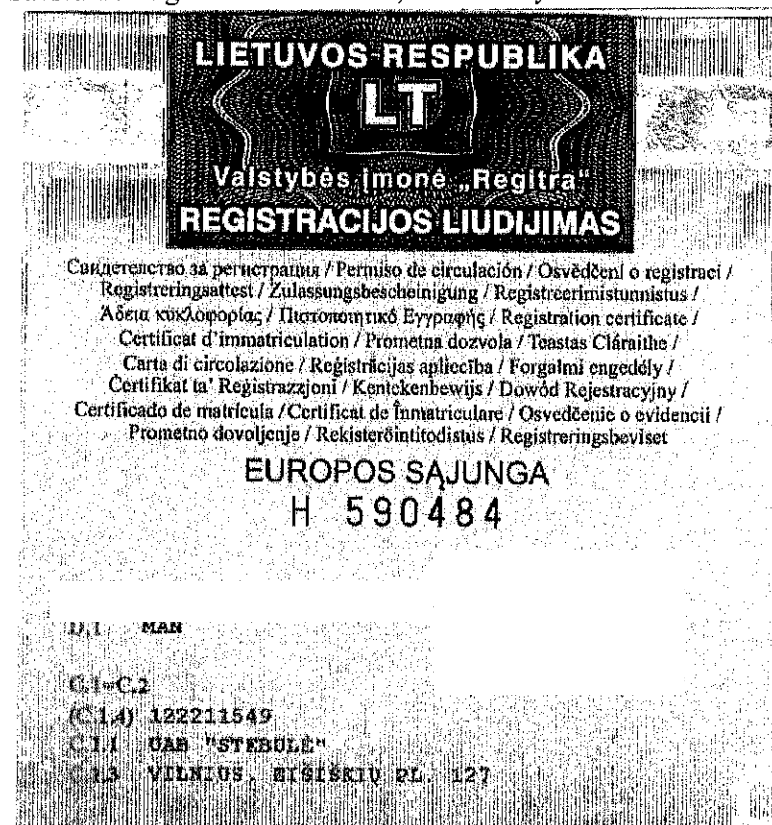 LIETUVOS RESPUBLIKA
LT
Valstybės įmonė „Regitra“
REGISTRACIJOS LIUDIJIMAS
Свидетелство за регистрация / Permiso de circulación / Osvědčení o registraci /
Registreringsattest / Zulassungsbescheinigung / Registreerimistunnistus /
Άδεια κυκλοφορίας / Πιστοποιητικό Εγγραφής / Registration certificate /
Certificat d'immatriculation / Prometna dozvola / Teastas Cláraithe /
Carta di circolazione / Reģistrācijas apliecība / Forgalmi engedély /
Ċertifikat ta' Reġistrazzjoni / Kentekenbewijs / Dowód Rejestracyjny /
Certificado de matrícula / Certificat de Înmatriculare / Osvedčenie o evidencii /
Prometno dovoljenje / Rekisteröintitodistus / Registreringsbeviset
EUROPOS SĄJUNGA
H 590484
D.1 MAN
C.1-C.2
(C.1.4) 122211549
C.1.1 UAB "STEBULĖ"
C.1.3 VILNIUS, EIŠIŠKIŲ PL. 127